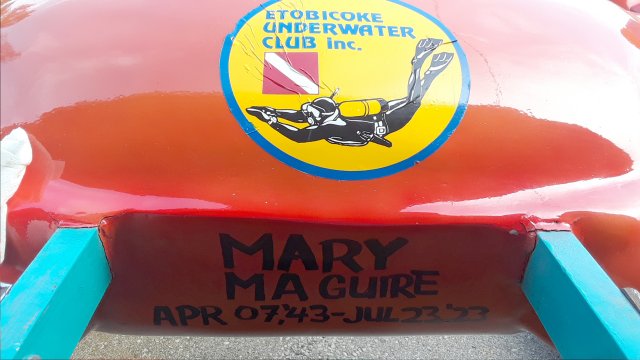 ETOBICOKE
UNDERWATER
CLUB inc.
MARY
MA GUIRE
APR 07,'43-JUL 23,'23